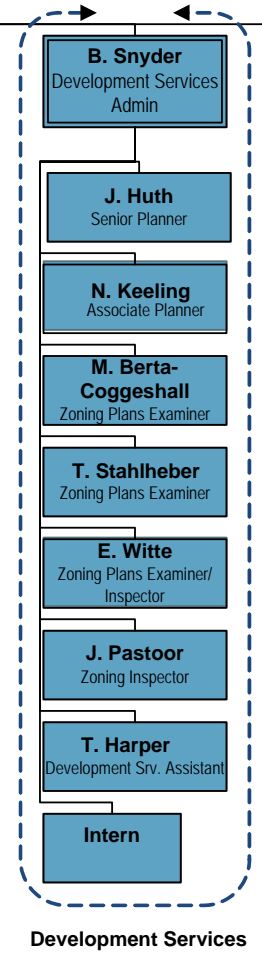 B. Snyder
Development Services
Admin
J. Huth
Senior Planner
N. Keeling
Associate Planner
M. Berta-
Coggeshall
Zoning Plans Examiner
T. Stahlheber
Zoning Plans Examiner
E. Witte
Zoning Plans Examiner/
Inspector
J. Pastoor
Zoning Inspector
T. Harper
Development Srv. Assistant
Intern
Development Services